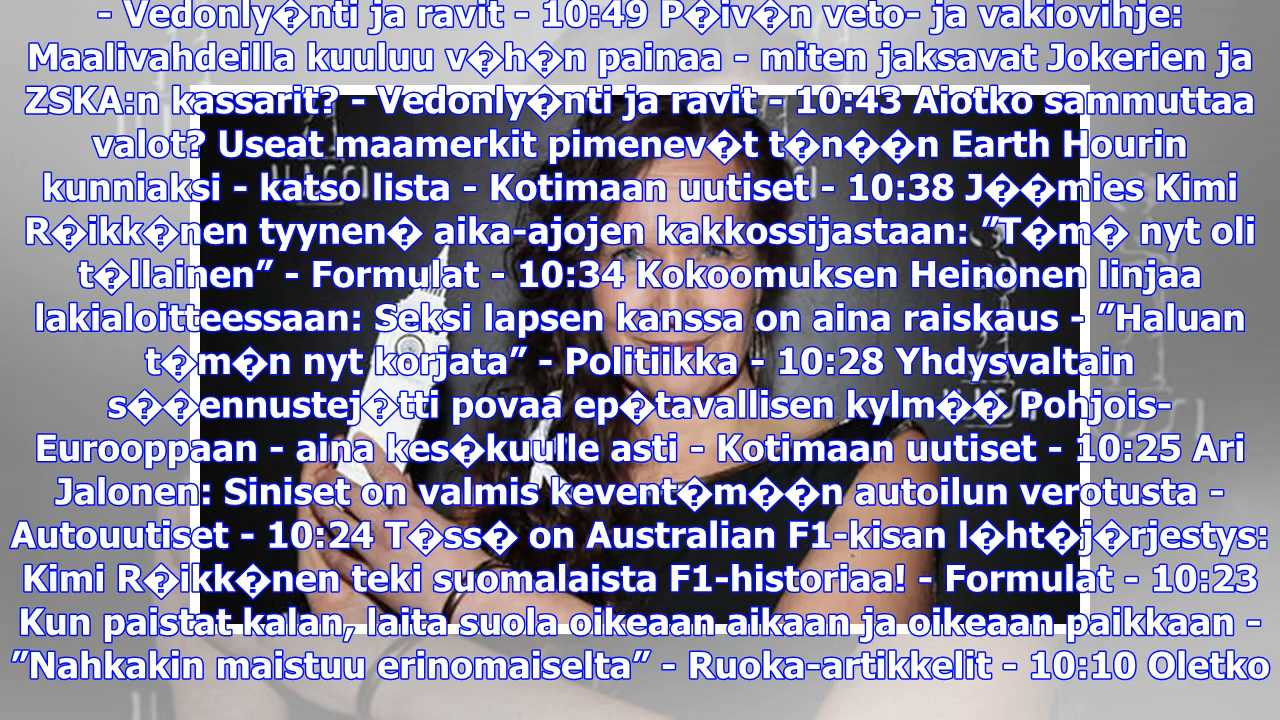 - Vedonly�nti ja ravit - 10:49 P�iv�n veto- ja vakiovihje:
Maalivahdeilla kuuluu v�h�n painaa - miten jaksavat Jokerien ja
ZSKA:n kassarit? - Vedonly�nti ja ravit - 10:43 Aiotko sammuttaa
valot? Useat maamerkit pimenev�t t�n��n Earth Hourin
kunniaksi - katso lista - Kotimaan uutiset - 10:38 J��mies Kimi
R�ikk�nen tyynen� aika-ajojen kakkossijastaan: ”T�m� nyt oli
t�llainen” - Formulat - 10:34 Kokoomuksen Heinonen linjaa
lakialoitteessaan: Seksi lapsen kanssa on aina raiskaus - ”Haluan
t�m�n nyt korjata” - Politiikka - 10:28 Yhdysvaltain
s��ennustej�tti povaa ep�tavallisen kylm�� Pohjois-
Eurooppaan - aina kes�kuulle asti - Kotimaan uutiset - 10:25 Ari
Jalonen: Siniset on valmis kevent�m��n autoilun verotusta -
Autouutiset - 10:24 T�ss� on Australian F1-kisan l�ht�j�rjestys:
Kimi R�ikk�nen teki suomalaista F1-historiaa! - Formulat - 10:23
Kun paistat kalan, laita suola oikeaan aikaan ja oikeaan paikkaan -
”Nahkakin maistuu erinomaiselta” - Ruoka-artikkelit - 10:10 Oletko